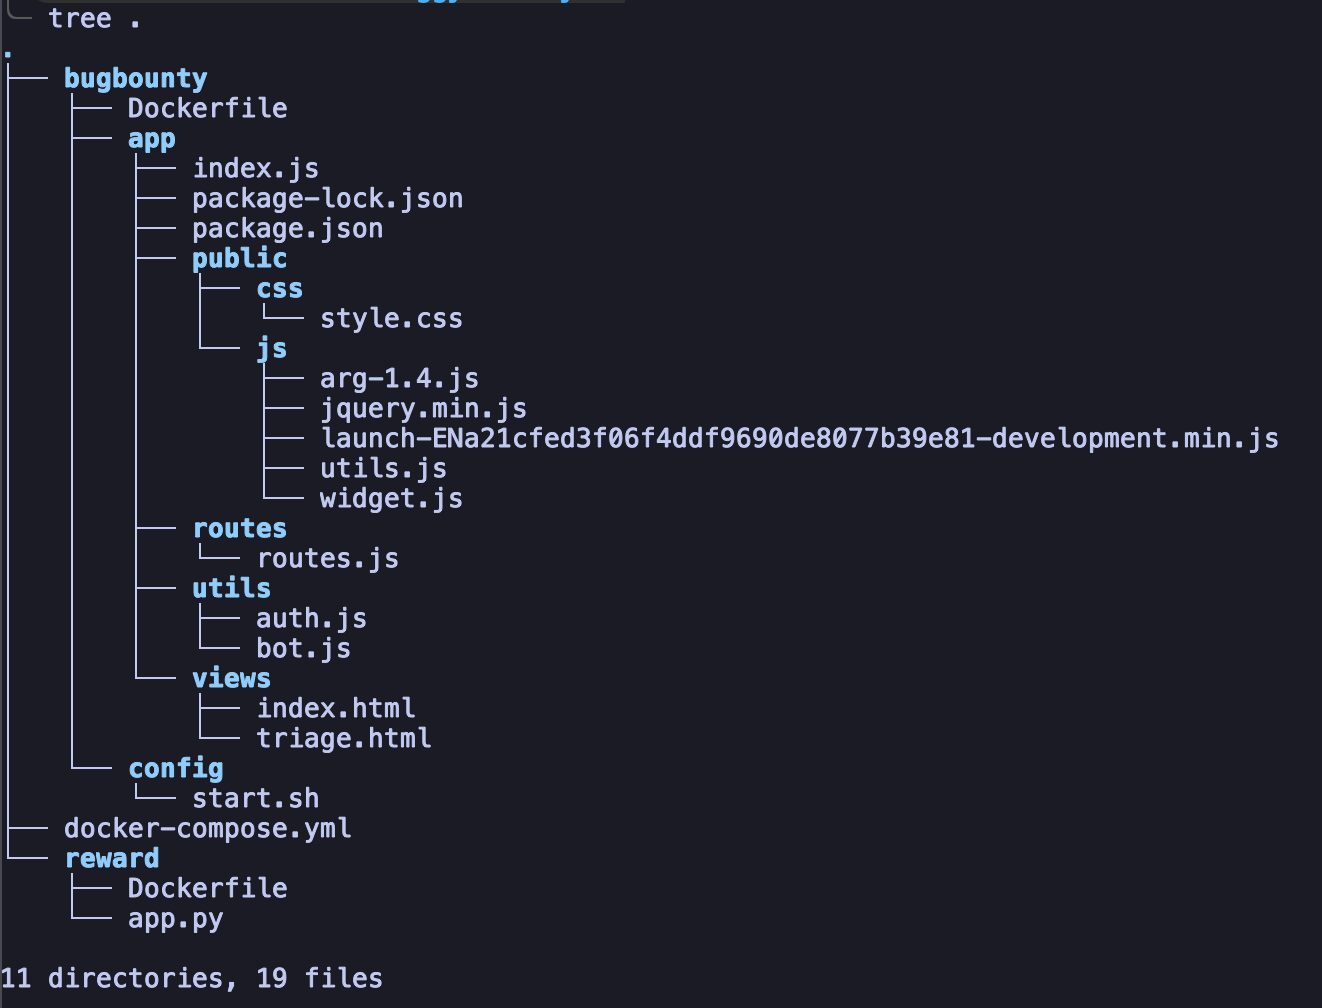 tree .
.
├── bugbounty
│   ├── Dockerfile
│   ├── app
│   │   ├── index.js
│   │   ├── package-lock.json
│   │   ├── package.json
│   │   ├── public
│   │   │   ├── css
│   │   │   │   └── style.css
│   │   │   └── js
│   │   │       ├── arg-1.4.js
│   │   │       ├── jquery.min.js
│   │   │       ├── launch-ENa21cfed3f06f4ddf9690de8077b39e81-development.min.js
│   │   │       ├── utils.js
│   │   │       └── widget.js
│   │   ├── routes
│   │   │   └── routes.js
│   │   ├── utils
│   │   │   ├── auth.js
│   │   │   └── bot.js
│   │   └── views
│   │       ├── index.html
│   │       └── triage.html
│   └── config
│       └── start.sh
├── docker-compose.yml
└── reward
    ├── Dockerfile
    └── app.py
11 directories, 19 files